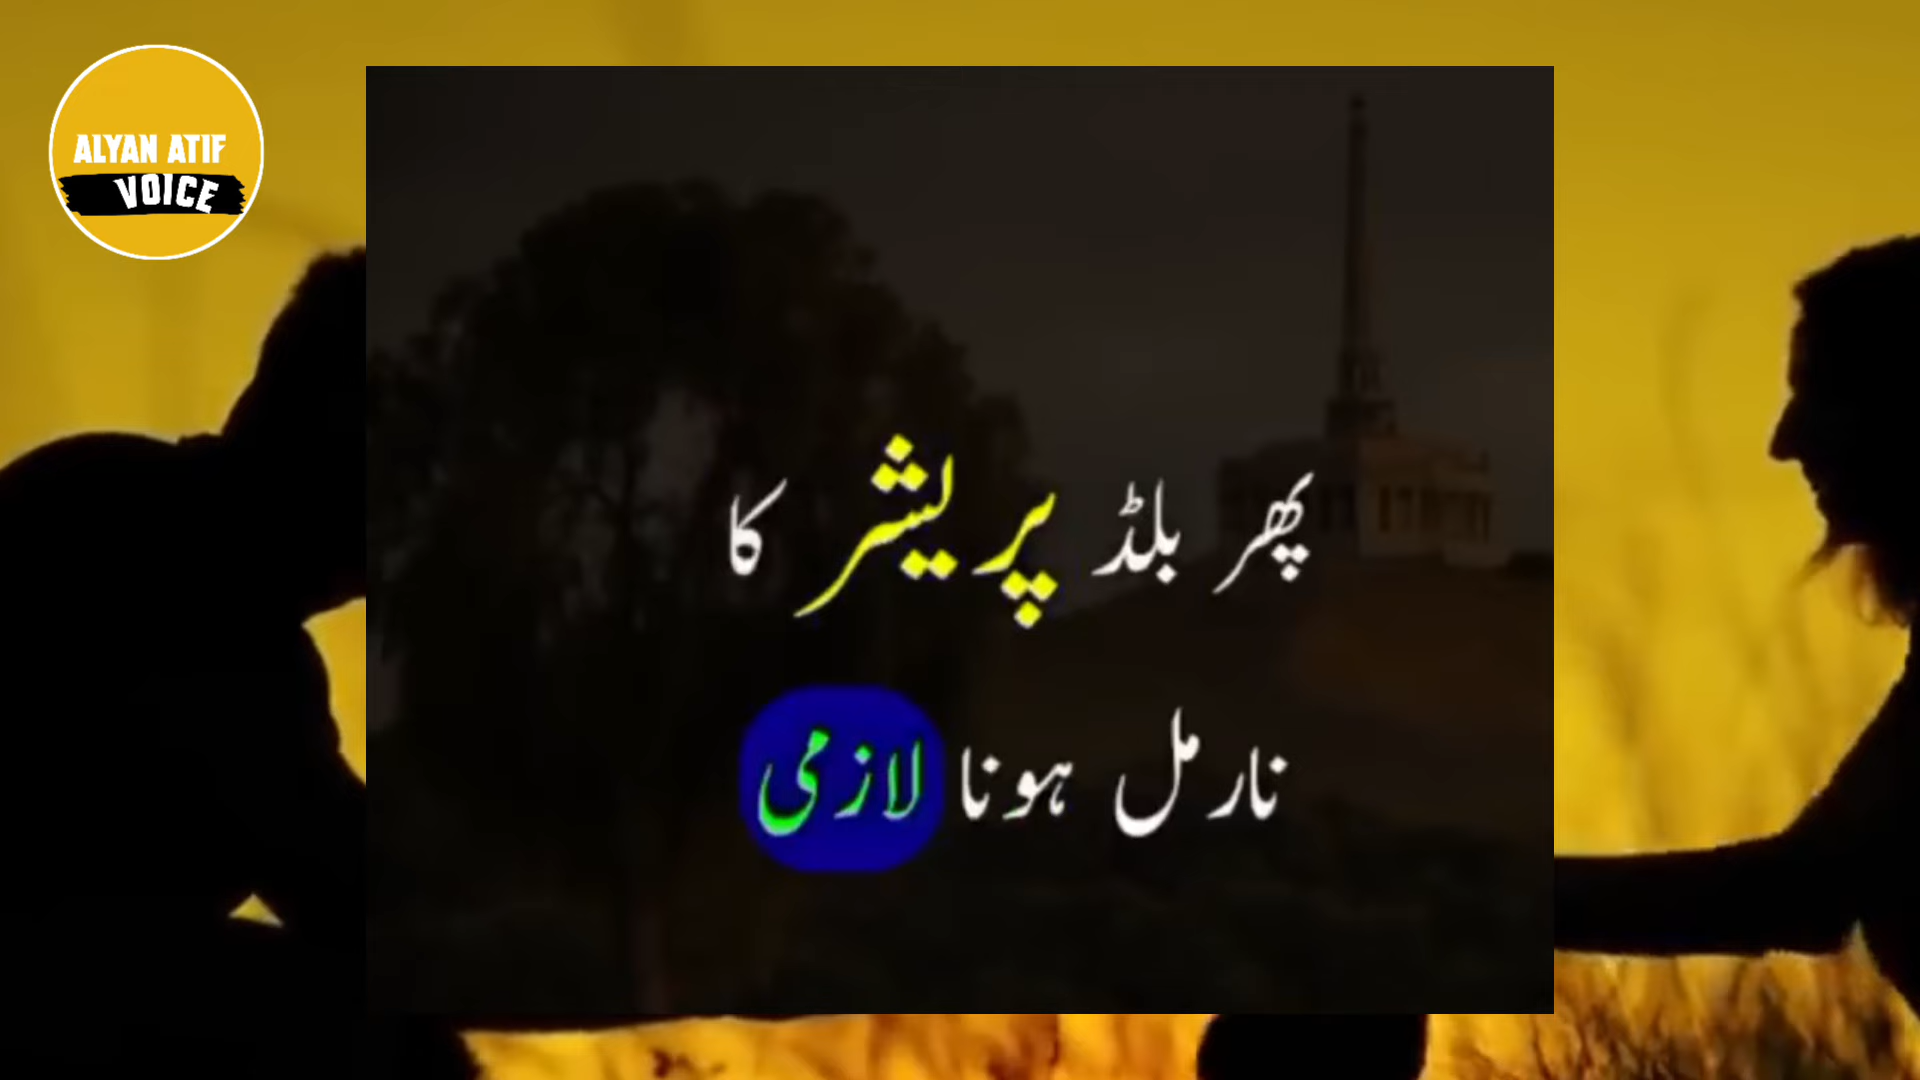 ALYAN ATIF
VOICE
پھر بلڈ پریشر کا
نارمل ہونا لازمی